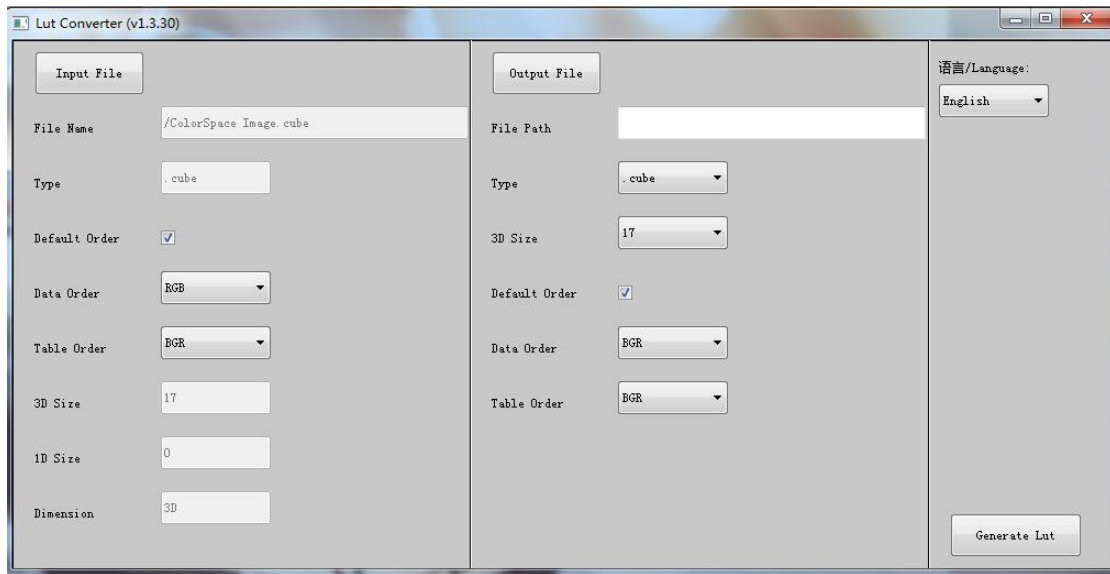 Lut Converter (v1.3.30)
Input File
File Name
/ColorSpace Image.cube
Type
.cube
Default Order
Data Order
RGB
Table Order
BGR
3D Size
17
1D Size
0
Dimension
3D
Output File
File Path
Type
.cube
3D Size
17
Default Order
Data Order
BGR
Table Order
BGR
语言/Language:
English
Generate Lut